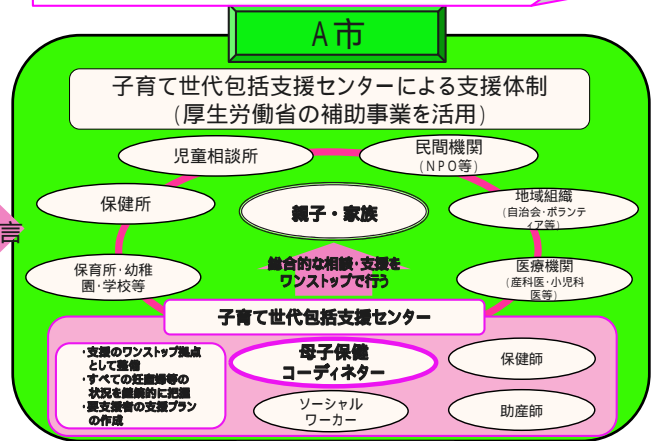 A市
子育て世代包括支援センターによる支援体制
(厚生労働省の補助事業を活用)
児童相談所
民間機関
(NPO等)
保健所
親子・家族
地域組織
(自治会・ボランテ
ィア等)
言
保育所・幼稚
園・学校等
総合的な相談・支援を
ワンストップで行う
医療機関
(産科医・小児科
医等)
子育て世代包括支援センター
・支援のワンストップ拠点
として整備
・すべての妊産婦等の
状況を継続的に把握
・要支援者の支援プラン
の作成
母子保健
コーディネター
保健師
ソーシャル
ワーカー
助産師